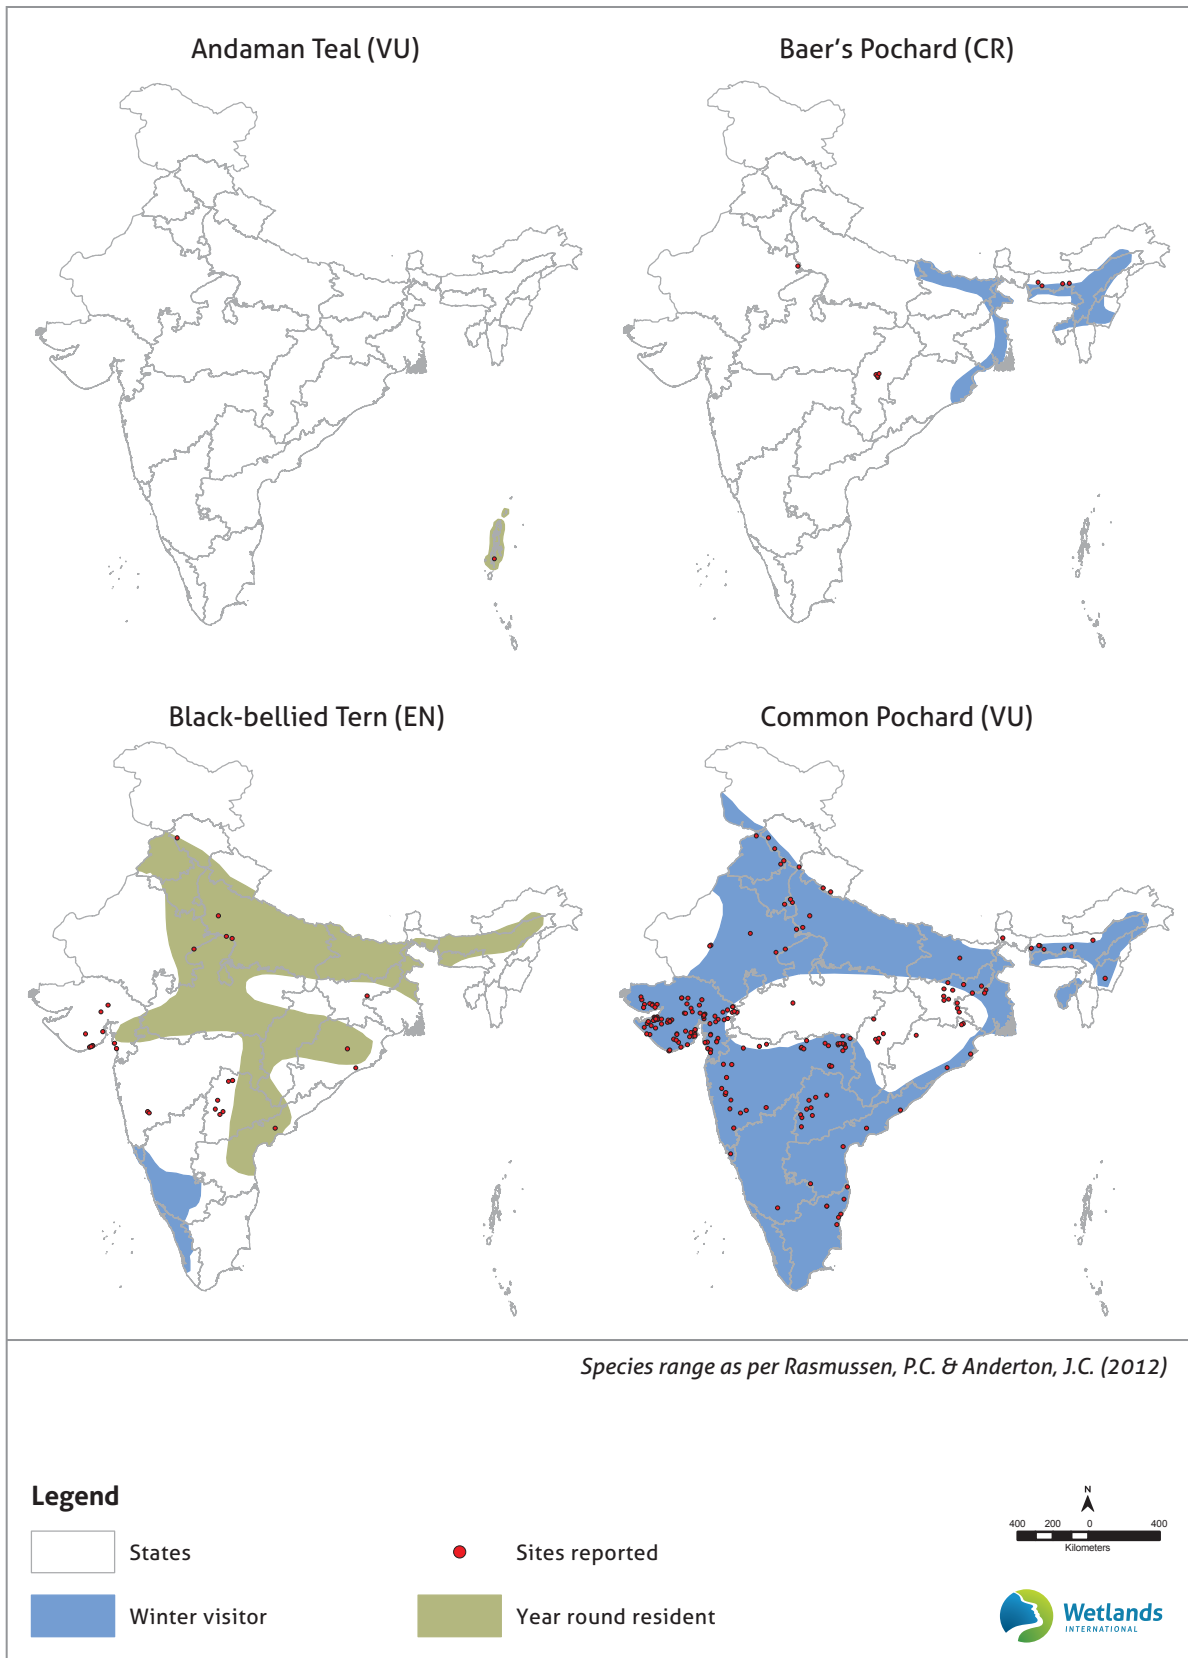 Andaman Teal (VU)
Baer's Pochard (CR)
Black-bellied Tern (EN)
Common Pochard (VU)
Species range as per Rasmussen, P.C. & Anderton, J.C. (2012)
Legend
States
Sites reported
Winter visitor
Year round resident
N
400 200 0 400
Kilometers
Wetlands
INTERNATIONAL